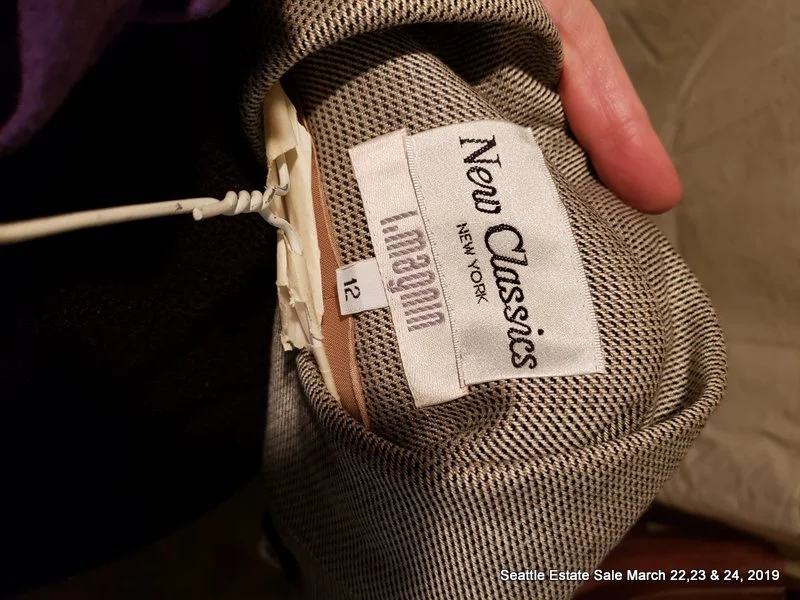 New Classics
NEW YORK
I.magnin
12
Seattle Estate Sale March 22,23 & 24, 2019